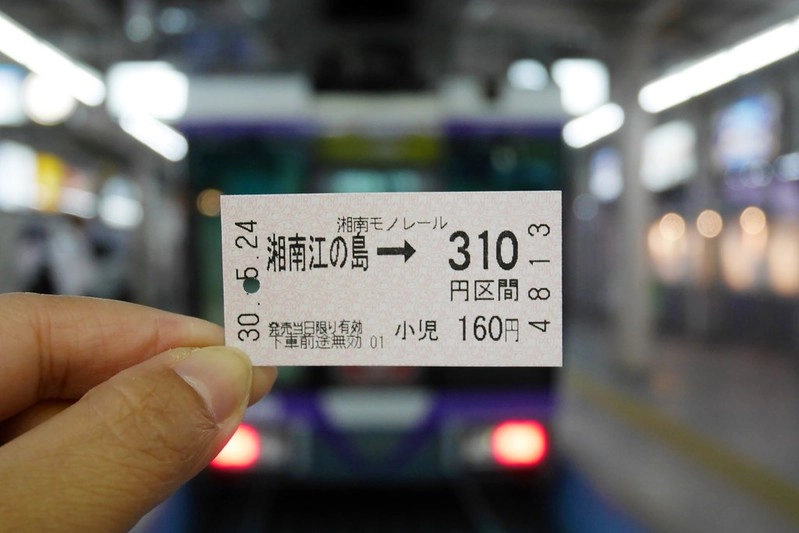 湘南モノレール
湘南江の島→310
円区間
発売当日限り有効
下車前途無効 01
小児 160円
30.-5.24
4813